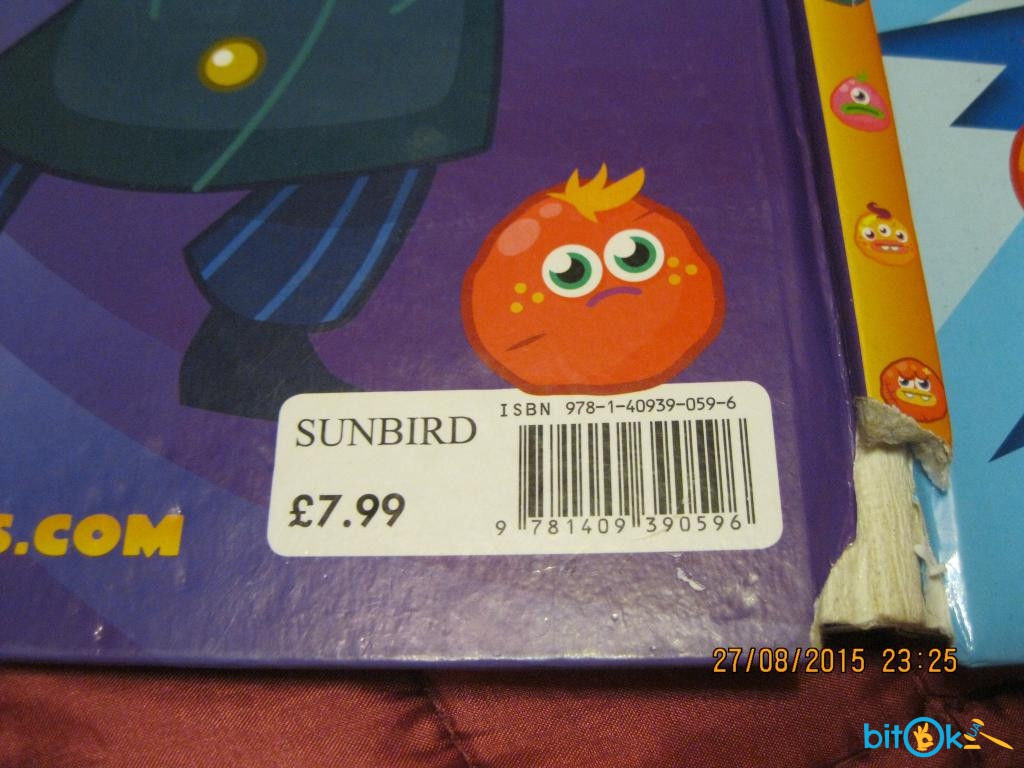 ISBN 978-1-40939-059-6
SUNBIRD
£7.99
9 781409 390596
S.COM
27/08/2015 23:25
bitOk
UA